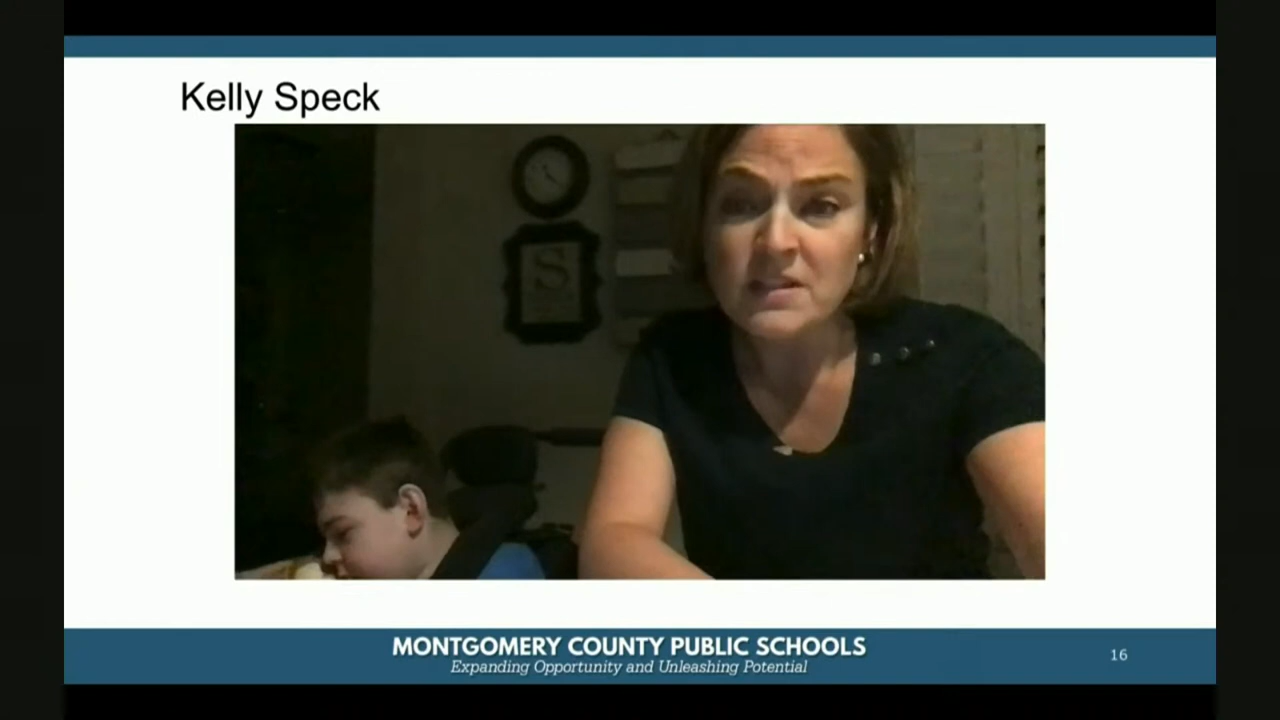 Kelly Speck
S
MONTGOMERY COUNTY PUBLIC SCHOOLS
Expanding Opportunity and Unleashing Potential
16